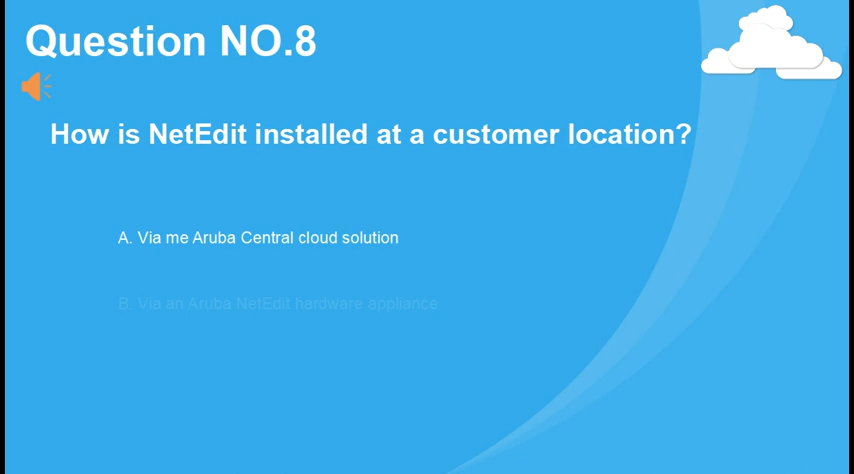 Question NO.8
How is NetEdit installed at a customer location?
A. Via me Aruba Central cloud solution
B. Via an Aruba NetEdit hardware appliance